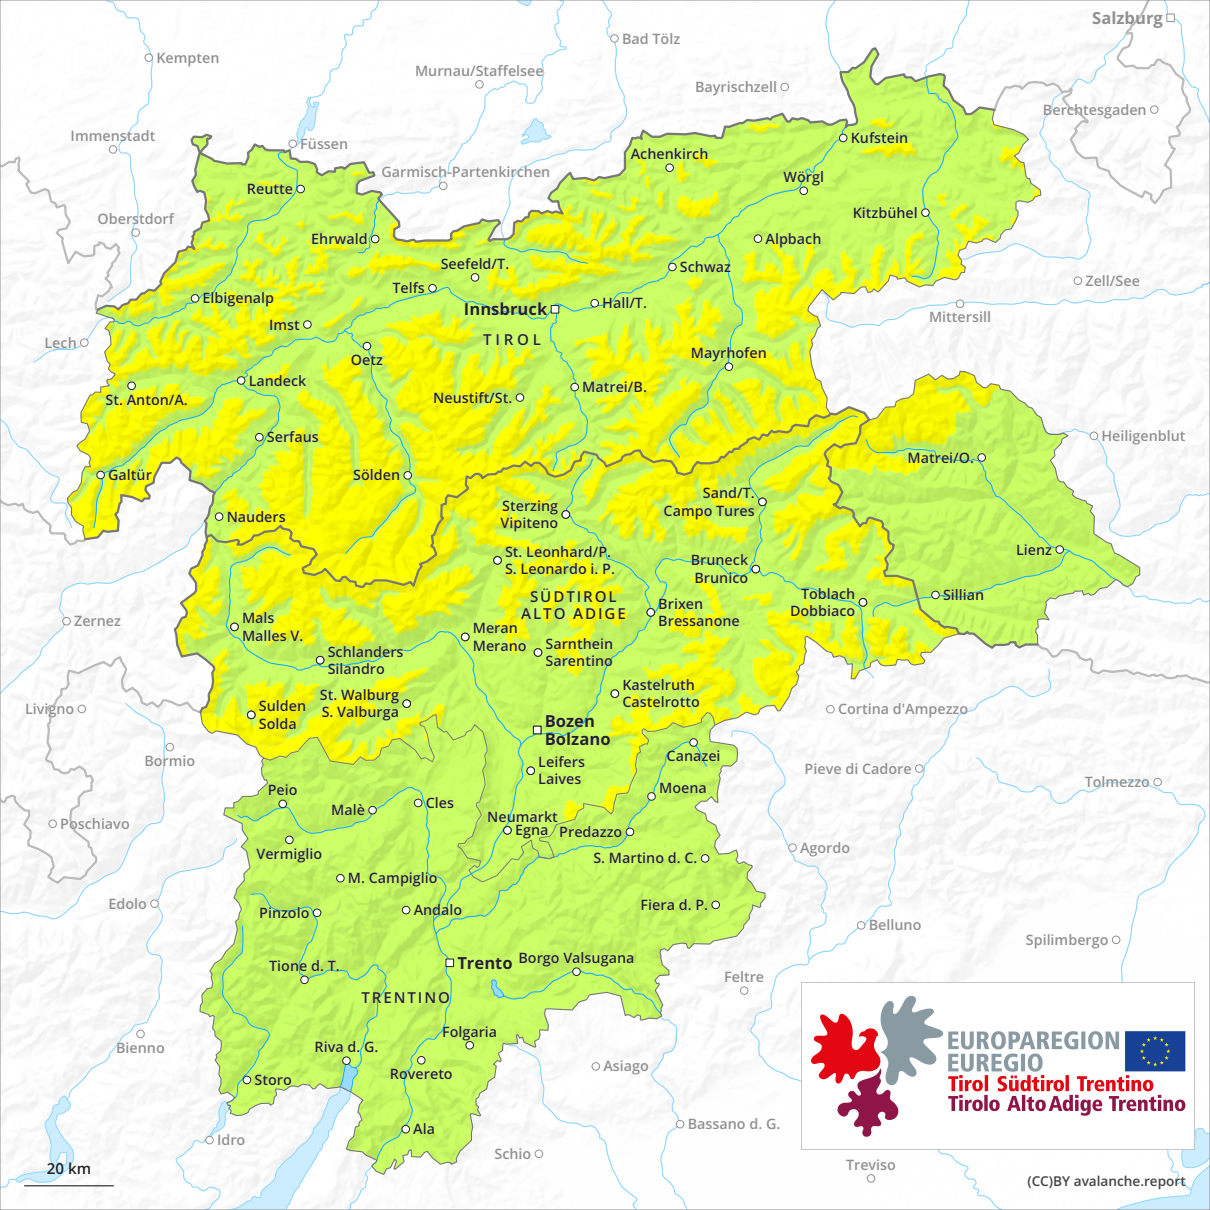 Salzburg
Bad Tölz
Kempten
Murnau/Staffelsee
Bayrischzell
Berchtesgaden
Immenstadt
Füssen
Kufstein
Achenkirch
Garmisch-Partenkirchen
Wörgl
Reutte
Oberstdorf
Kitzbühel
Ehrwald
Alpbach
Seefeld/T.
Schwaz
Zell/See
Telfs
Elbigenalp
Hall/T.
Innsbruck
Mittersill
Imst
TIROL
Lech
Oetz
Mayrhofen
Landeck
Matrei/B.
St. Anton/A.
Neustift/St.
Serfaus
Heiligenblut
Matrei/O.
Galtür
Sölden
Sand/T.
Campo Tures
Sterzing
Vipiteno
Nauders
Lienz
St. Leonhard/P.
S. Leonardo i. P.
Bruneck
Brunico
SÜDTIROL
ALTO ADIGE
Toblach
Dobbiaco
Sillian
Brixen
Bressanone
Mals
Malles V.
Zernez
Meran
Merano
Sarnthein
Sarentino
Schlanders
Silandro
Kastelruth
Castelrotto
St. Walburg
S. Valburga
Sulden
Solda
Livigno
Cortina d'Ampezzo
Bozen
Bolzano
Bormio
Canazei
Leifers
Laives
Pieve di Cadore
Tolmezzo
Peio
Moena
Malè
Cles
Neumarkt
Egna
Predazzo
Poschiavo
Vermiglio
Agordo
S. Martino d. C.
M. Campiglio
Edolo
Pinzolo
Andalo
Fiera d. P.
Belluno
Spilimbergo
Trento
Borgo Valsugana
Tione d. T.
Feltre
TRENTINO
Folgaria
Bienno
Riva d. G.
Rovereto
Asiago
Storo
EUROPAREGION
EUREGIO
Tirol Südtirol Trentino
Tirolo Alto Adige Trentino
Ala
Bassano d. G.
Idro
Schio
Treviso
20 km
(CC)BY avalanche.report